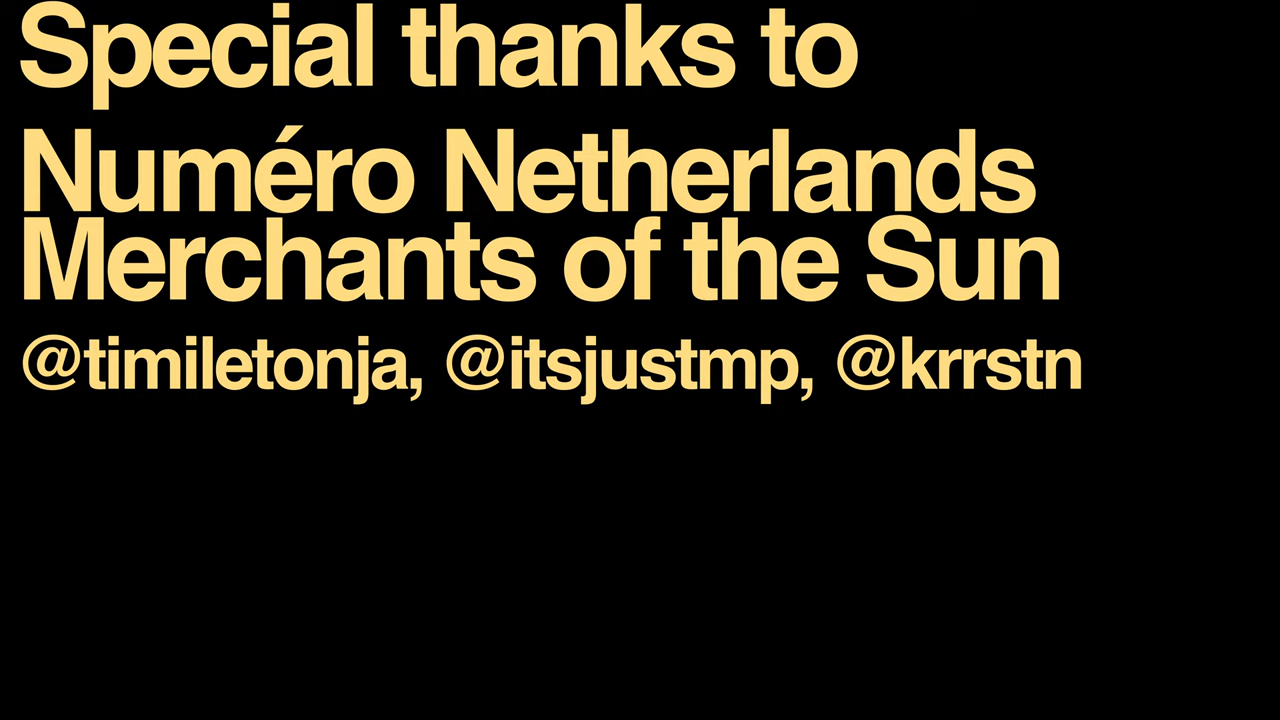 Special thanks to
Numéro Netherlands
Merchants of the Sun
@timiletonja, @itsjustmp, @krrstn